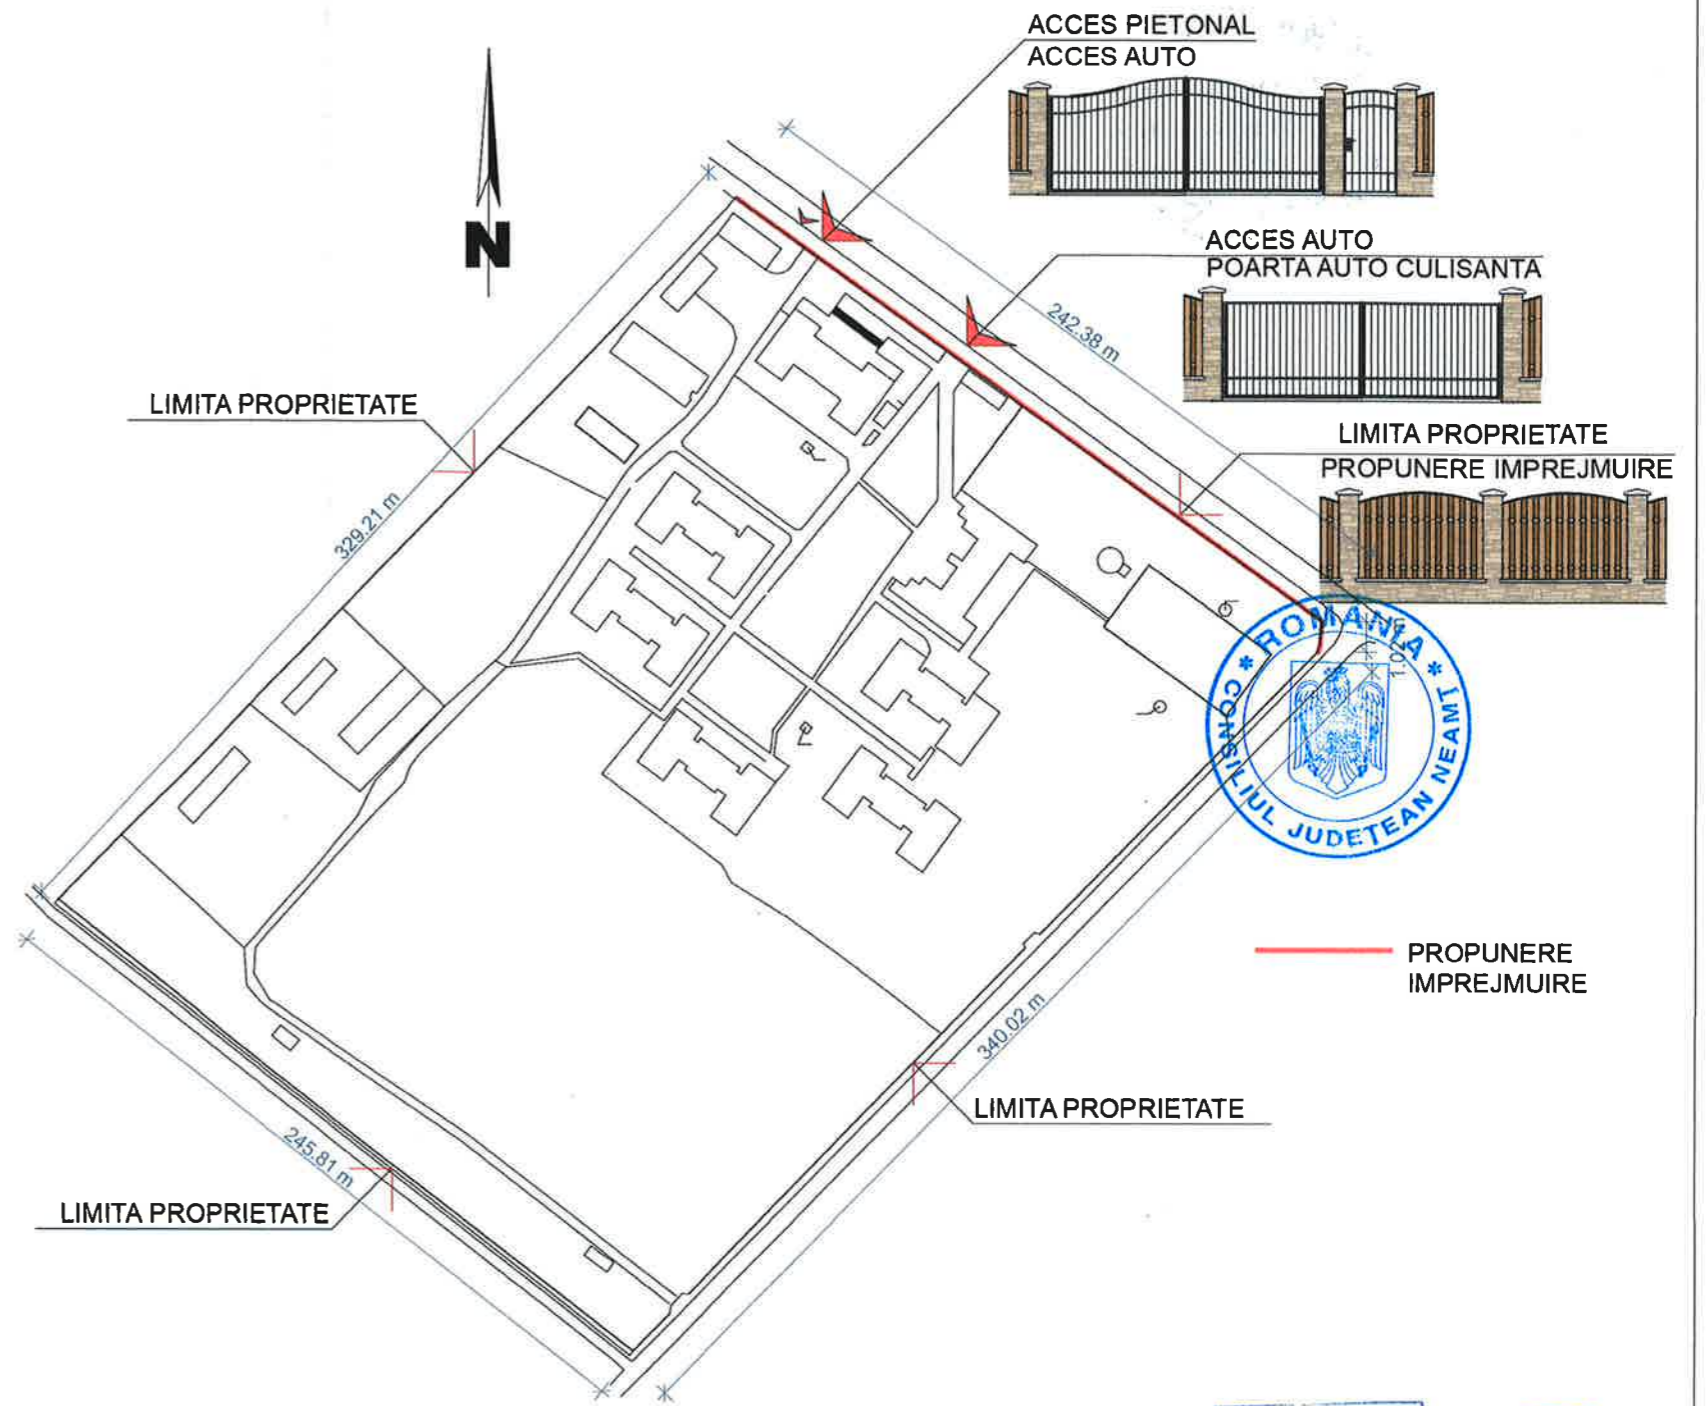 ACCES PIETONAL
ACCES AUTO
N
ACCES AUTO
POARTA AUTO CULISANTA
242.38 m
LIMITA PROPRIETATE
LIMITA PROPRIETATE
PROPUNERE IMPREJMUIRE
329.21 m
* ROMANIA *
CONSILIUL JUDETEAN NEAMT
PROPUNERE
IMPREJMUIRE
340.02 m
LIMITA PROPRIETATE
245.81 m
LIMITA PROPRIETATE